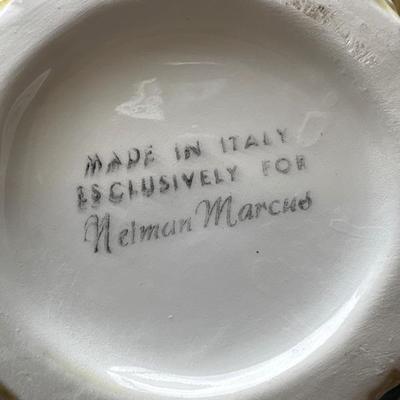 MADE IN ITALY
ESCLUSIVELY FOR
Neiman Marcus